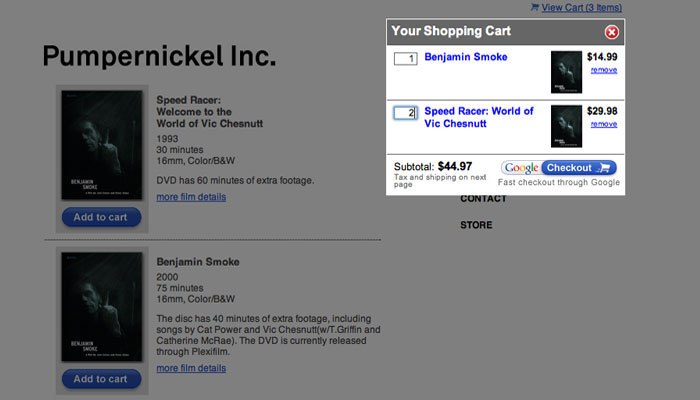 View Cart (3 Items)
Pumpernickel Inc.
Your Shopping Cart
1 Benjamin Smoke $14.99
remove
2 Speed Racer: World of Vic Chesnutt $29.98
remove
Subtotal: $44.97
Tax and shipping on next page
Google Checkout
Fast checkout through Google
Speed Racer:
Welcome to the
World of Vic Chesnutt
1993
30 minutes
16mm, Color/B&W
DVD has 60 minutes of extra footage.
more film details
BENJAMIN
SMOKE
Add to cart
CONTACT
STORE
Benjamin Smoke
2000
75 minutes
16mm, Color/B&W
The disc has 40 minutes of extra footage, including
songs by Cat Power and Vic Chesnutt(w/T.Griffin and
Catherine McRae). The DVD is currently released
through Plexifilm.
more film details
BENJAMIN
SMOKE
Add to cart